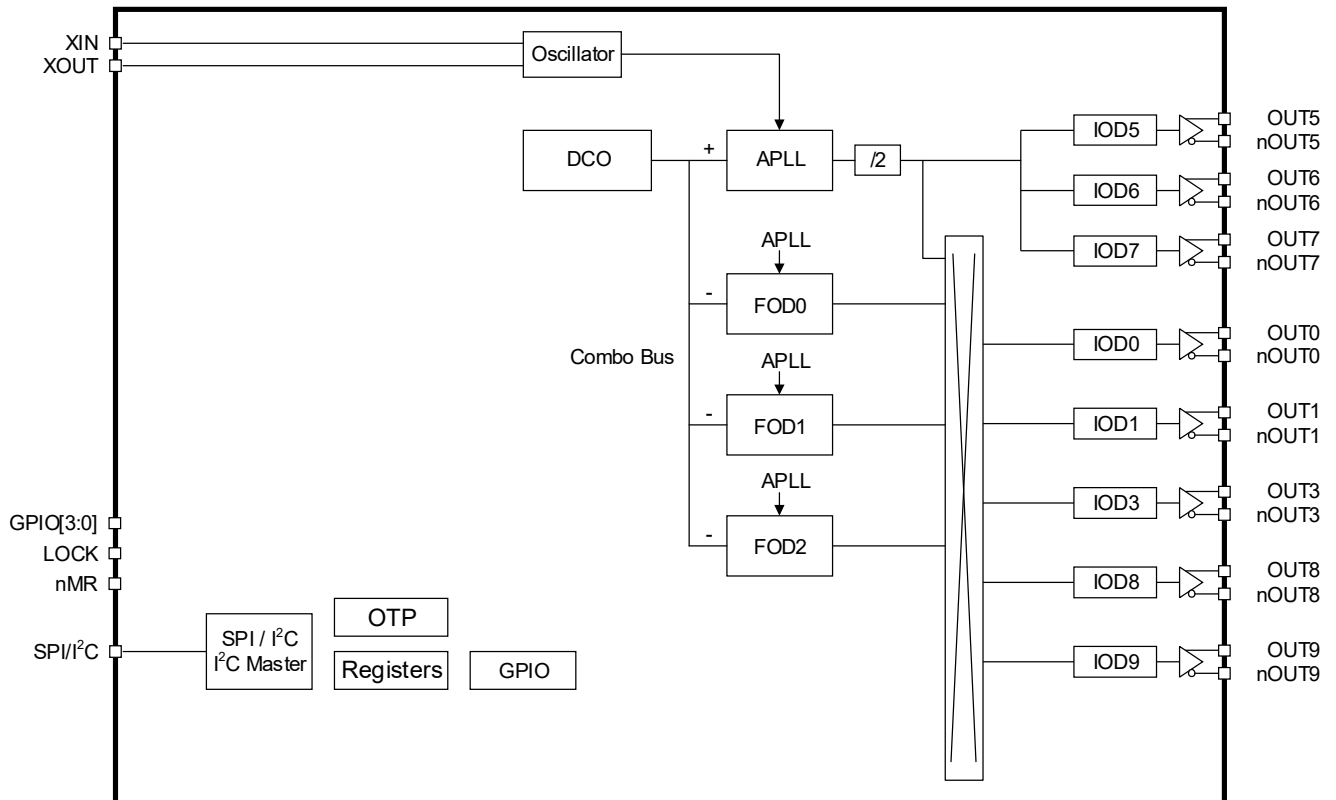 XIN
XOUT
Oscillator
DCO
+
APLL
/2
IOD5
OUT5
nOUT5
IOD6
OUT6
nOUT6
IOD7
OUT7
nOUT7
APLL
-
FOD0
IOD0
OUT0
nOUT0
Combo Bus
APLL
-
FOD1
IOD1
OUT1
nOUT1
APLL
-
FOD2
IOD3
OUT3
nOUT3
IOD8
OUT8
nOUT8
IOD9
OUT9
nOUT9
GPIO[3:0]
LOCK
nMR
SPI/I²C
SPI / I²C
I²C Master
OTP
Registers
GPIO